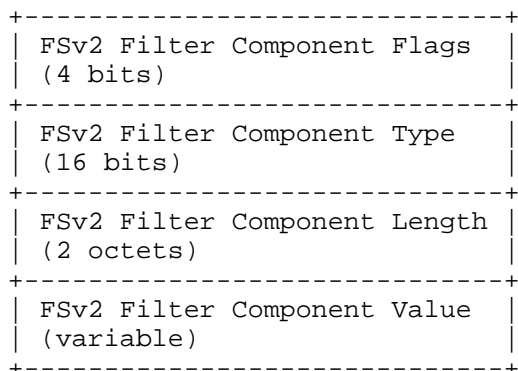 +------------------------------+
| FSv2 Filter Component Flags |
| (4 bits) |
+------------------------------+
| FSv2 Filter Component Type |
| (16 bits) |
+------------------------------+
| FSv2 Filter Component Length |
| (2 octets) |
+------------------------------+
| FSv2 Filter Component Value |
| (variable) |
+------------------------------+